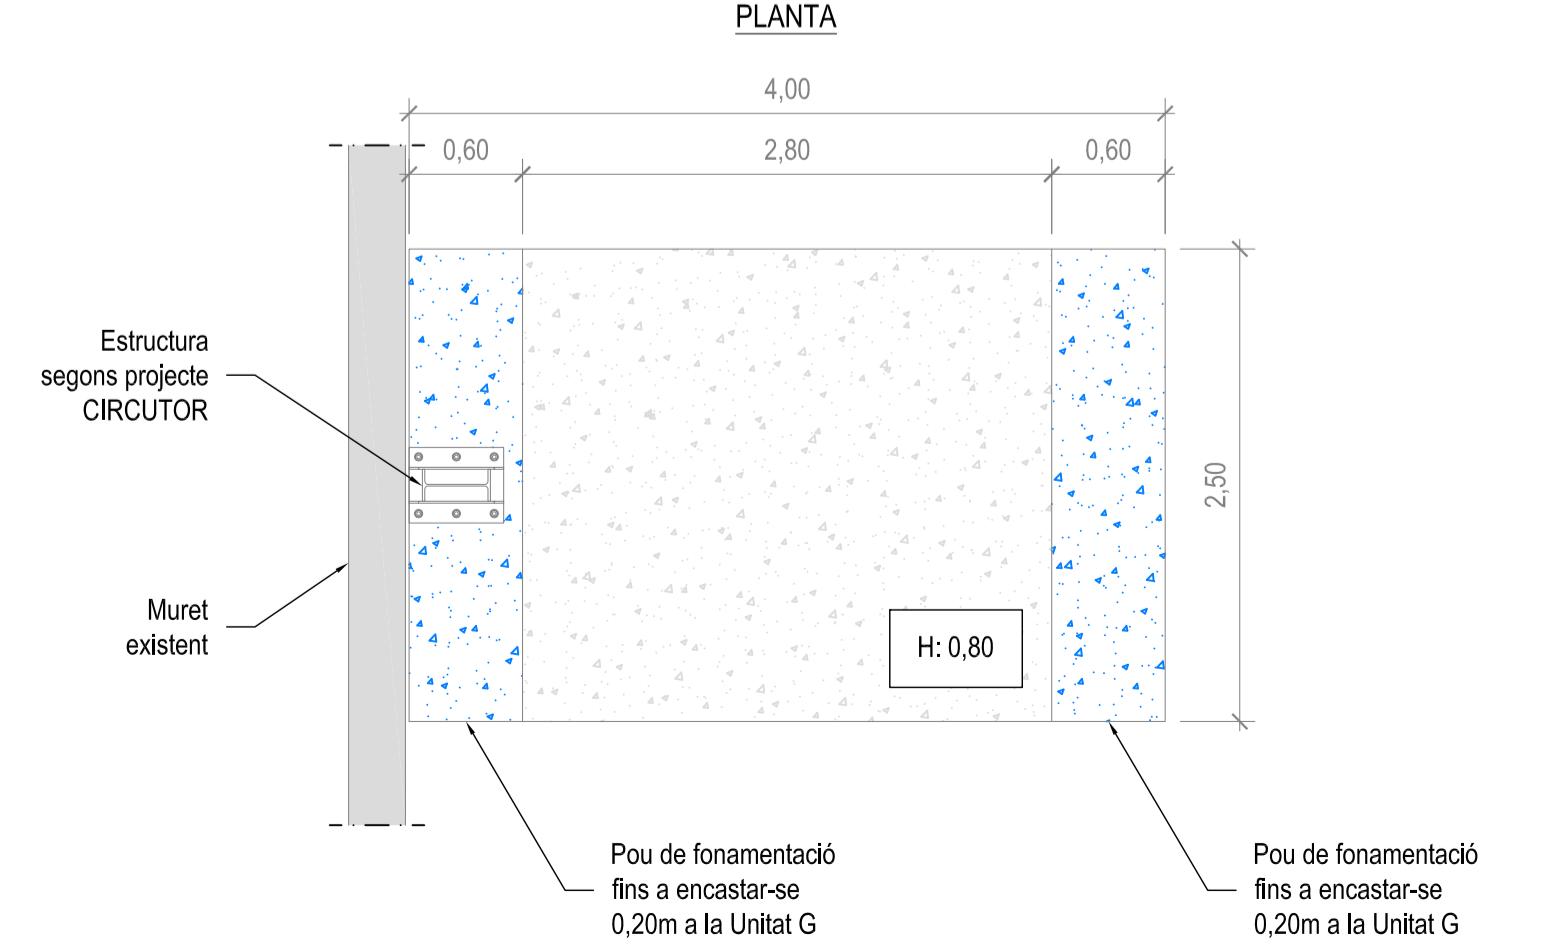 PLANTA
4,00
0,60
2,80
0,60
Estructura
segons projecte
CIRCUTOR
2,50
Muret
existent
H: 0,80
Pou de fonamentació
fins a encastar-se
0,20m a la Unitat G
Pou de fonamentació
fins a encastar-se
0,20m a la Unitat G